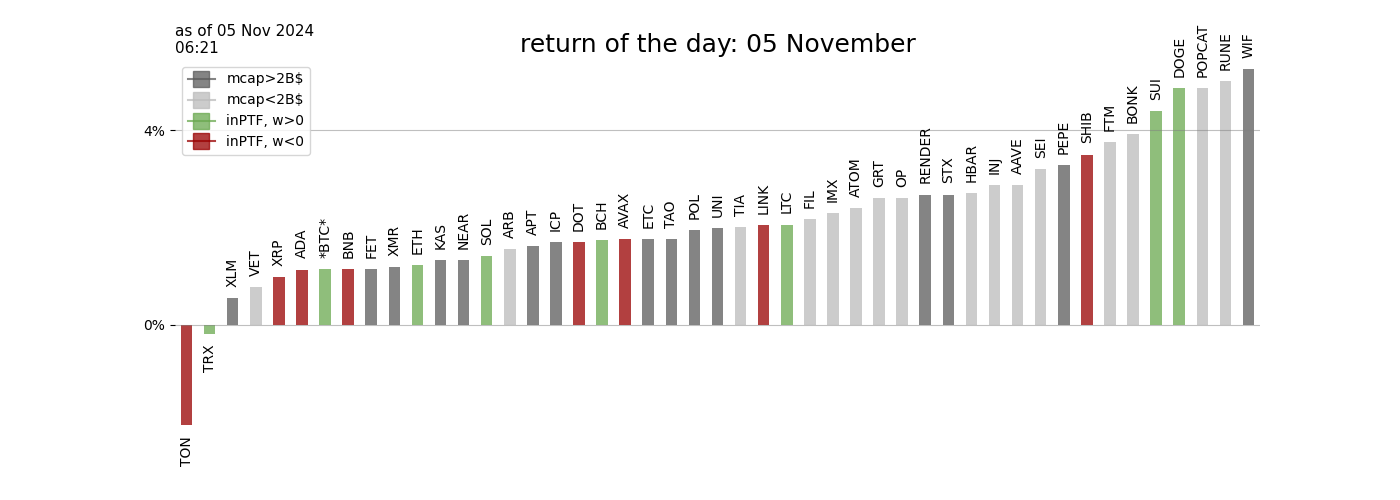 as of 05 Nov 2024
06:21
return of the day: 05 November
mcap>2B$
mcap<2B$
inPTF, w>0
inPTF, w<0
4%
0%
TON
TRX
XLM
VET
XRP
ADA
*BTC*
BNB
FET
XMR
ETH
KAS
NEAR
SOL
ARB
APT
ICP
DOT
BCH
AVAX
ETC
TAO
POL
UNI
TIA
LINK
LTC
FIL
IMX
ATOM
GRT
OP
RENDER
STX
HBAR
INJ
AAVE
SEI
PEPE
SHIB
FTM
BONK
SUI
DOGE
POPCAT
RUNE
WIF